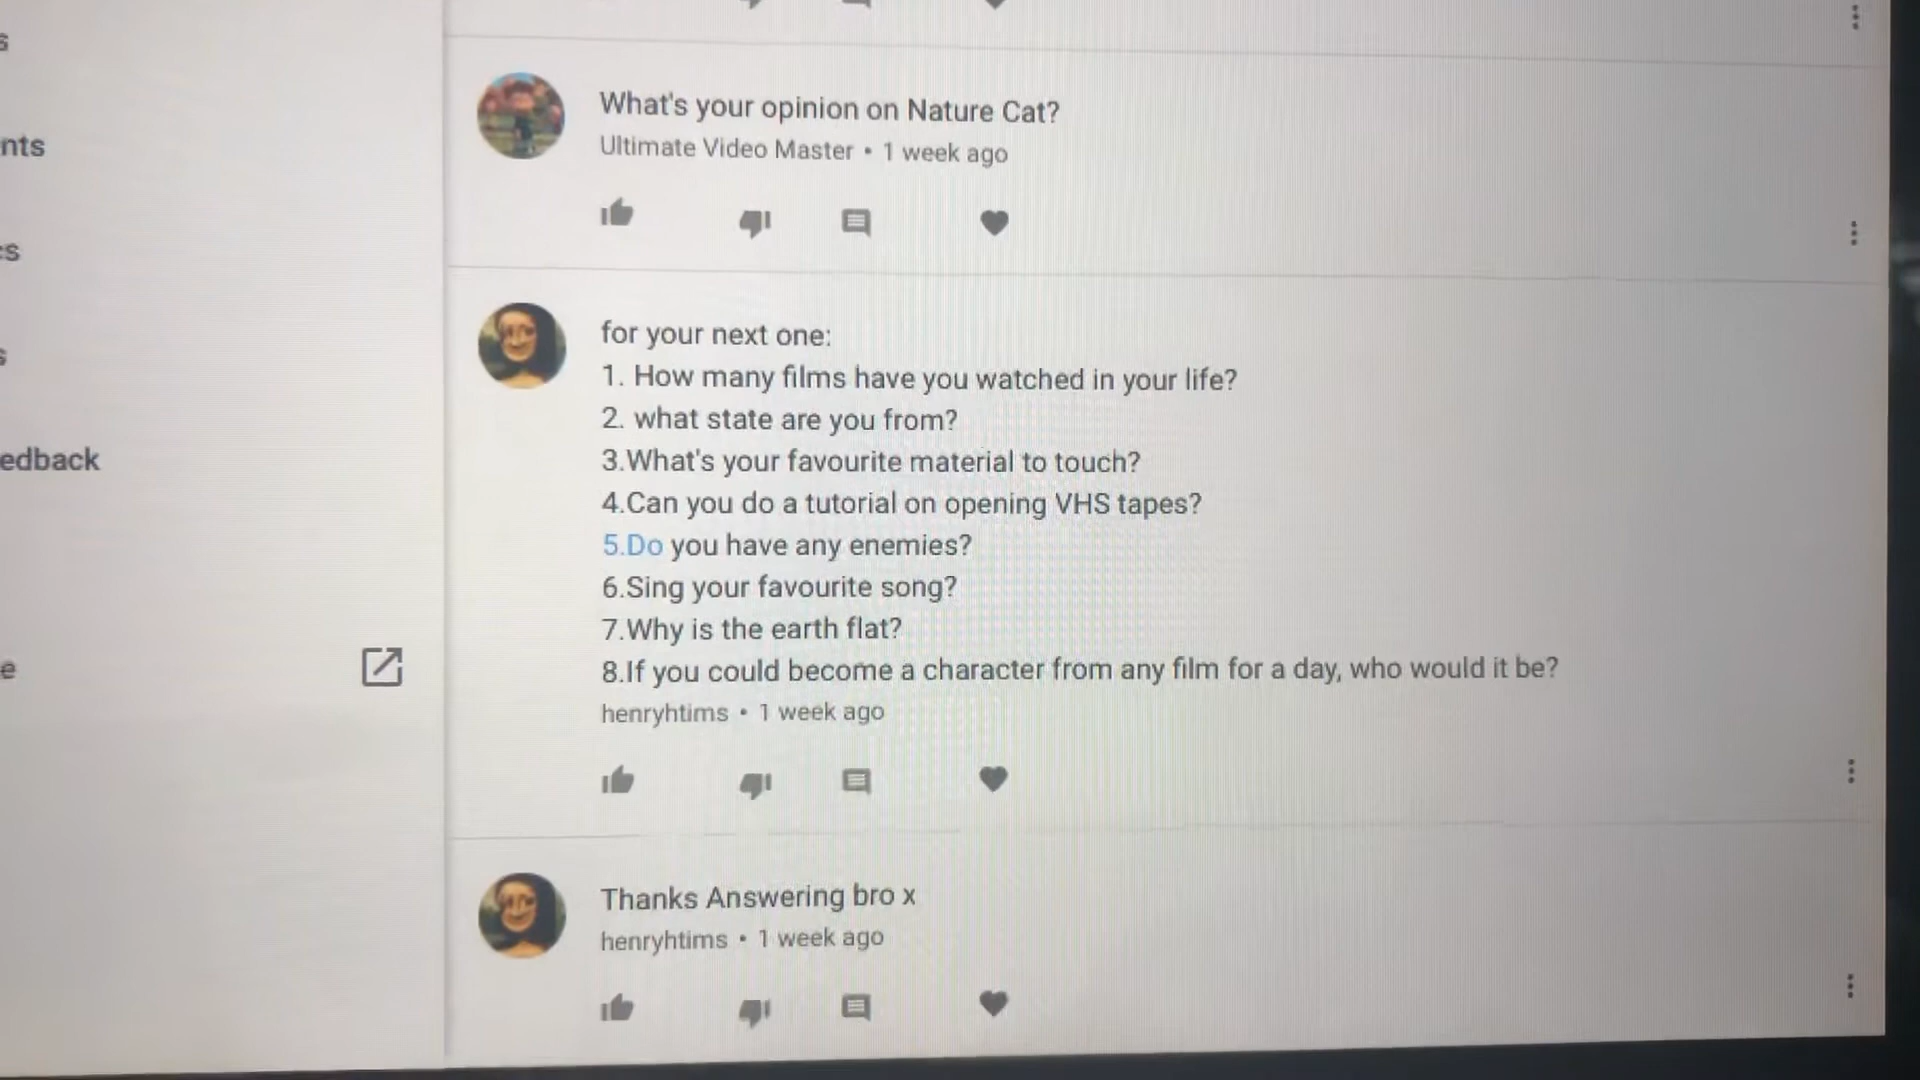 s
What's your opinion on Nature Cat?
Ultimate Video Master • 1 week ago
nts
cs
for your next one:
s
1. How many films have you watched in your life?
2. what state are you from?
edback
3.What's your favourite material to touch?
4.Can you do a tutorial on opening VHS tapes?
5.Do you have any enemies?
6.Sing your favourite song?
7.Why is the earth flat?
e
8.If you could become a character from any film for a day, who would it be?
henryhtims • 1 week ago
Thanks Answering bro x
henryhtims • 1 week ago